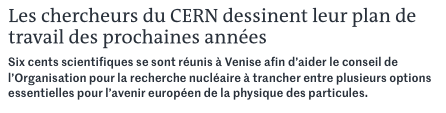 Les chercheurs du CERN dessinent leur plan de
travail des prochaines années
Six cents scientifiques se sont réunis à Venise afin d’aider le conseil de
l’Organisation pour la recherche nucléaire à trancher entre plusieurs options
essentielles pour l’avenir européen de la physique des particules.